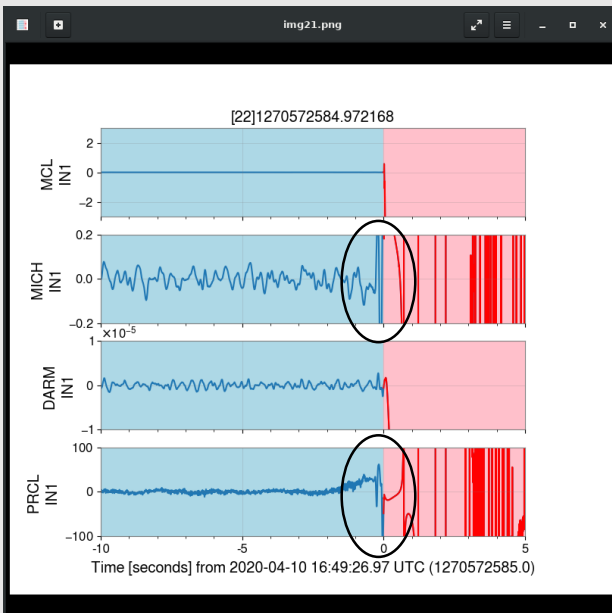 img21.png
[22]1270572584.972168
MCL
IN1
2
0
−2
MICH
IN1
0.2
0.0
−0.2
×10⁻⁵
DARM
IN1
1
0
−1
PRCL
IN1
100
0
−100
-10 -5 0 5
Time [seconds] from 2020-04-10 16:49:26.97 UTC (1270572585.0)